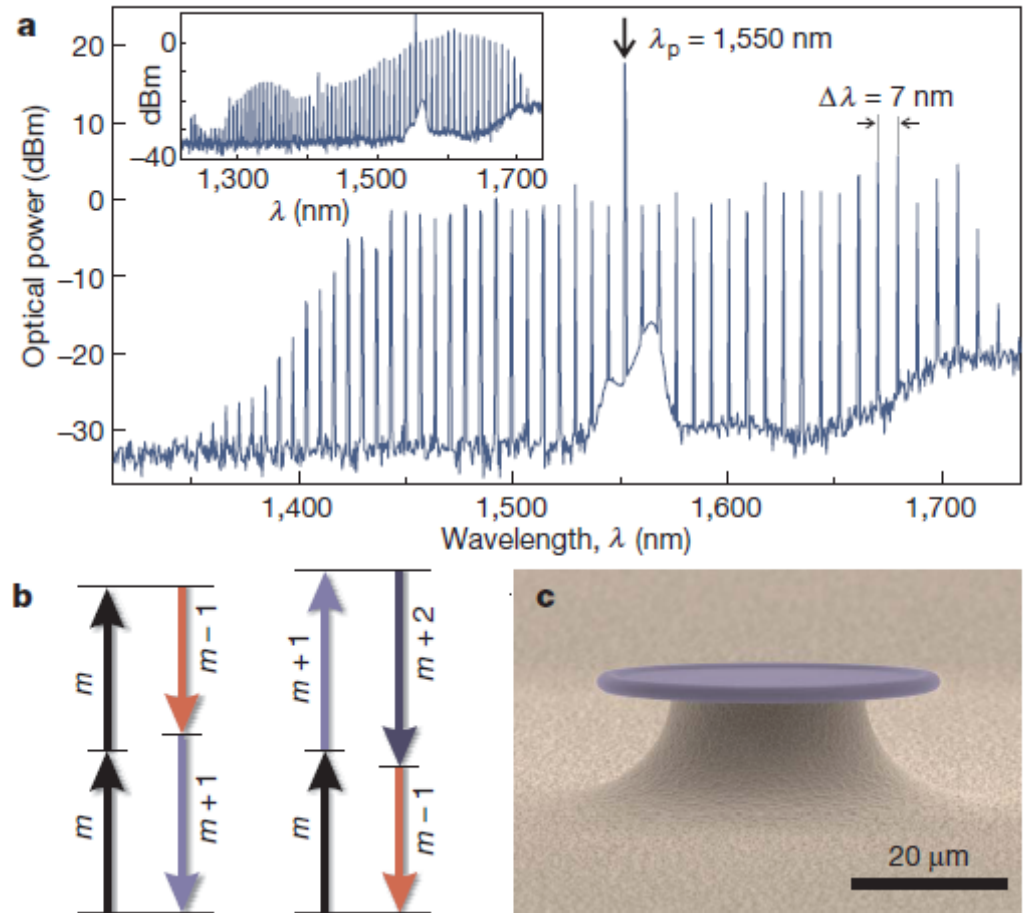 a
20
10
0
−10
−20
−30
Optical power (dBm)
λp = 1,550 nm
Δλ = 7 nm
0
−40
dBm
1,300
1,500
1,700
λ (nm)
1,400
1,500
1,600
1,700
Wavelength, λ (nm)
b
m
m
m − 1
m + 1
m + 1
m
m + 2
m − 1
c
20 μm